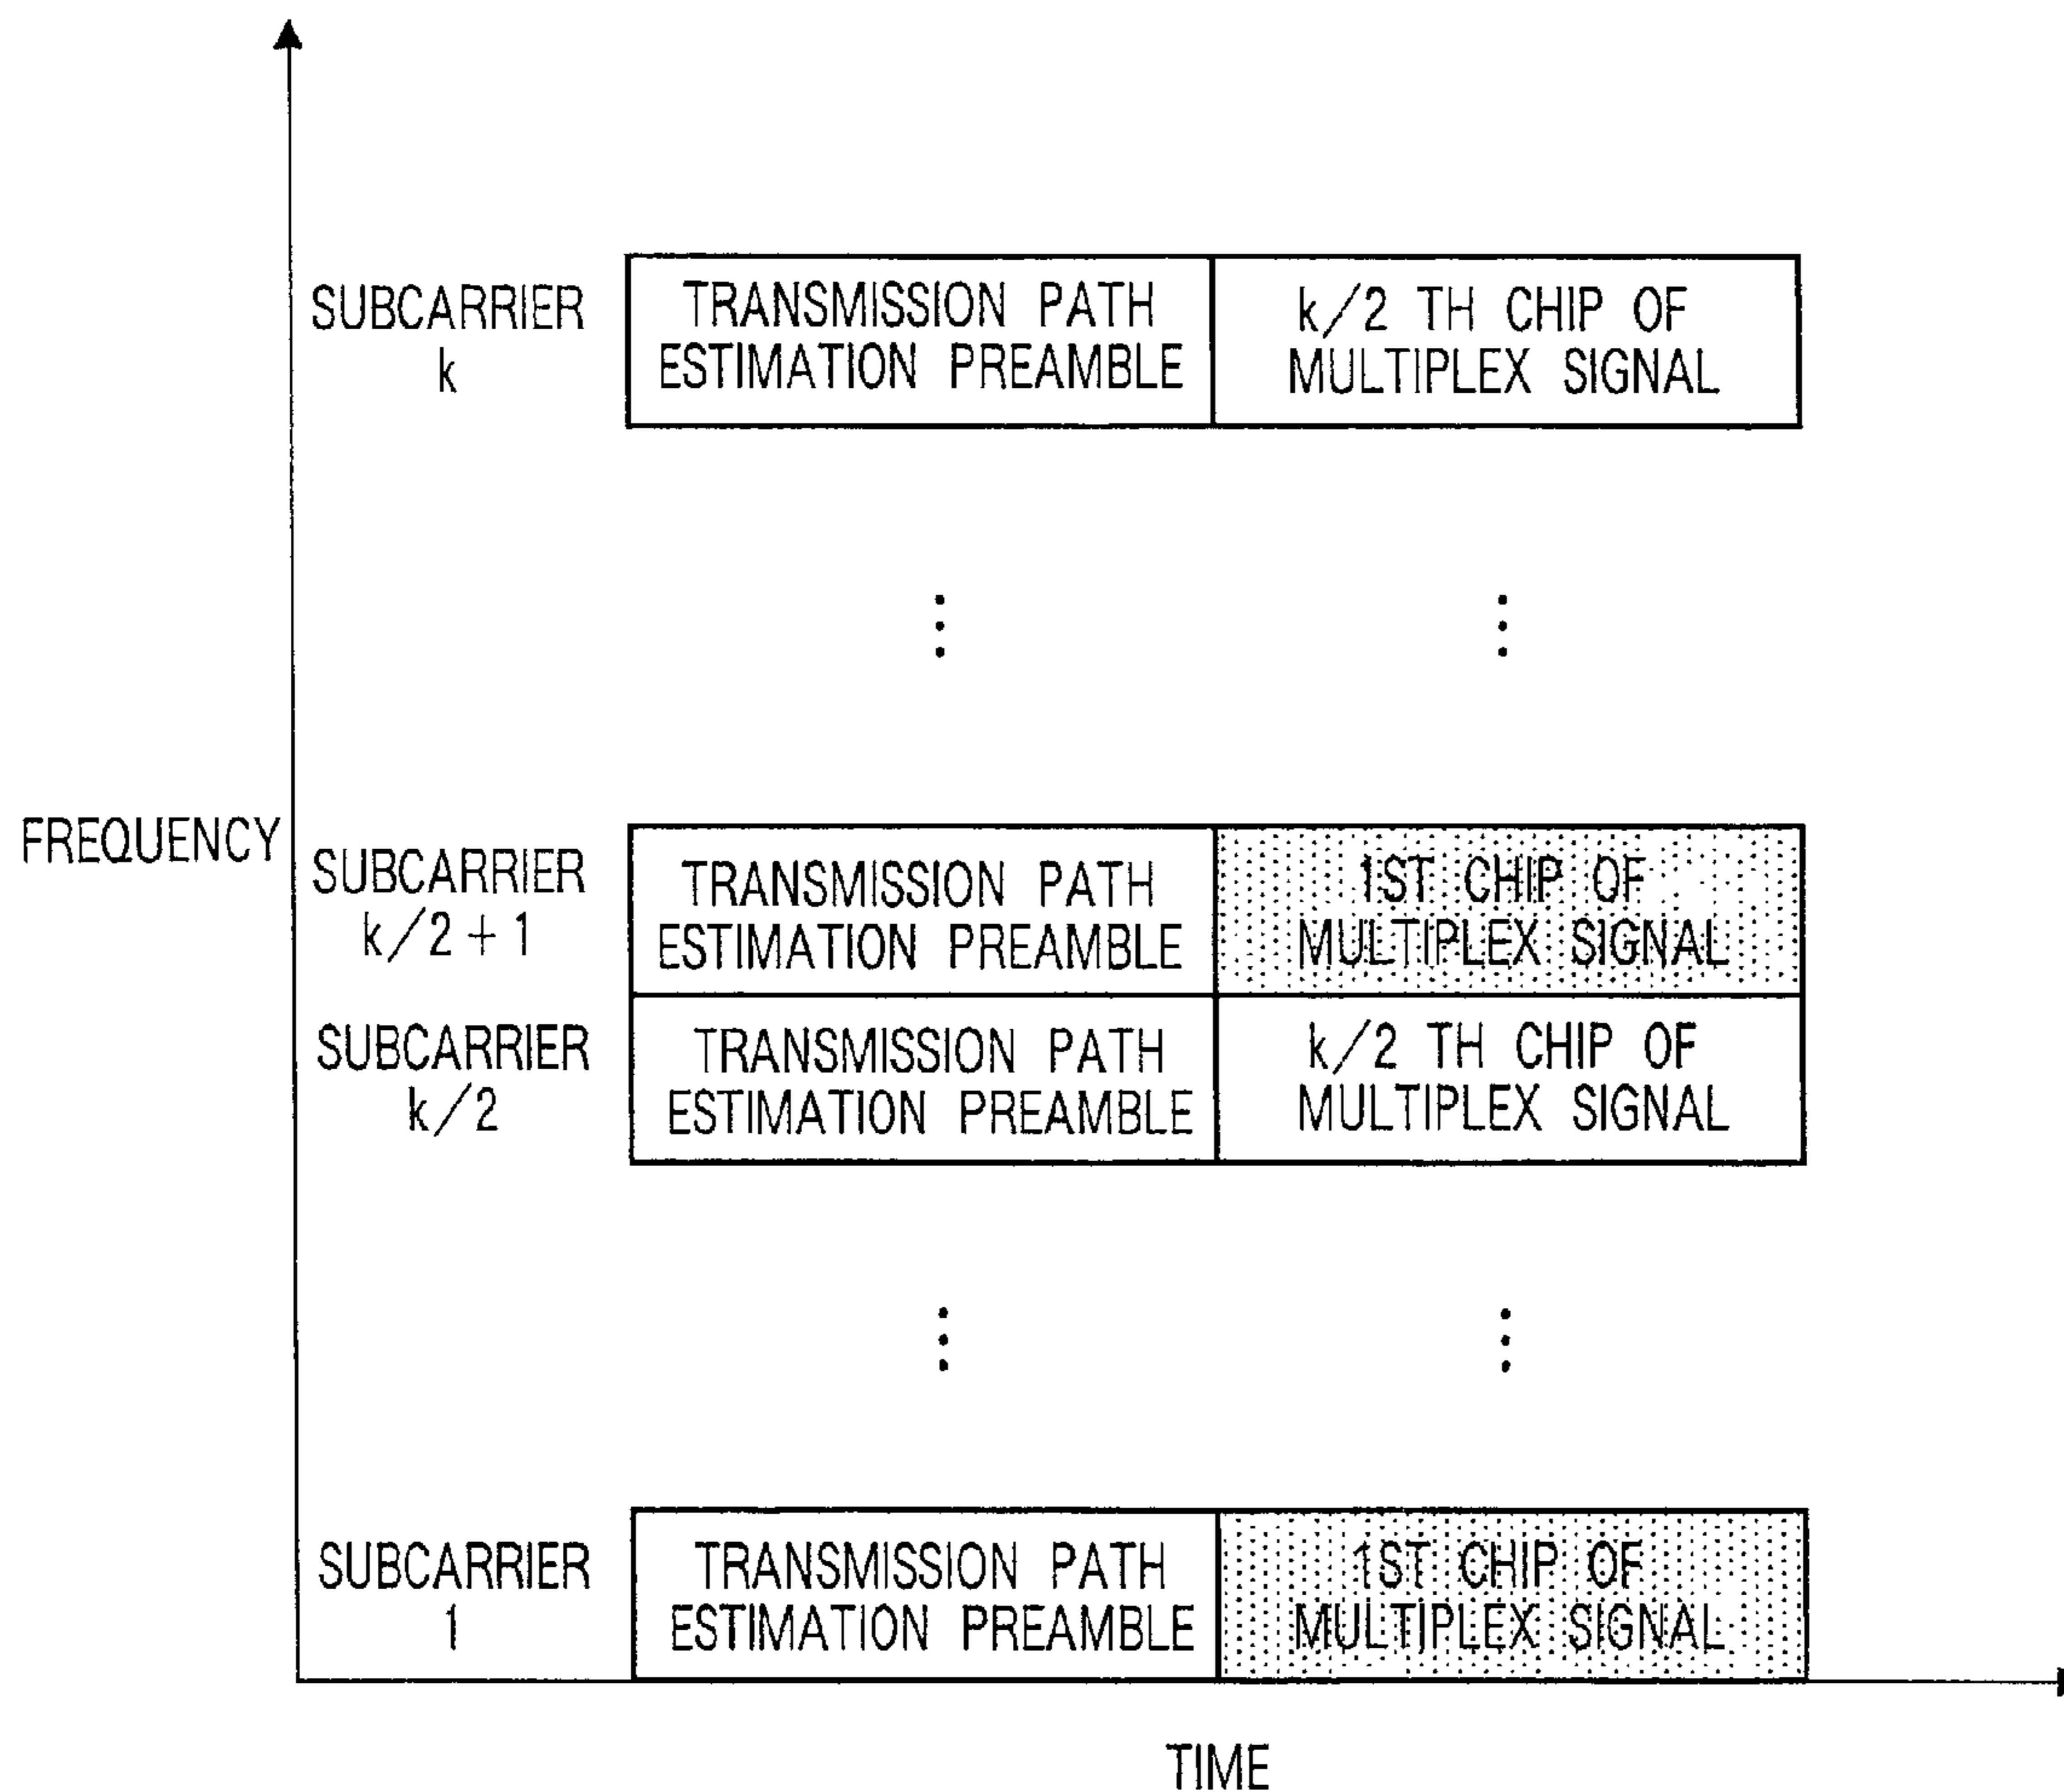 SUBCARRIER
k
TRANSMISSION PATH
ESTIMATION PREAMBLE
k/2 TH CHIP OF
MULTIPLEX SIGNAL
FREQUENCY
SUBCARRIER
k/2+1
TRANSMISSION PATH
ESTIMATION PREAMBLE
1ST CHIP OF
MULTIPLEX SIGNAL
SUBCARRIER
k/2
TRANSMISSION PATH
ESTIMATION PREAMBLE
k/2 TH CHIP OF
MULTIPLEX SIGNAL
SUBCARRIER
1
TRANSMISSION PATH
ESTIMATION PREAMBLE
1ST CHIP OF
MULTIPLEX SIGNAL
TIME